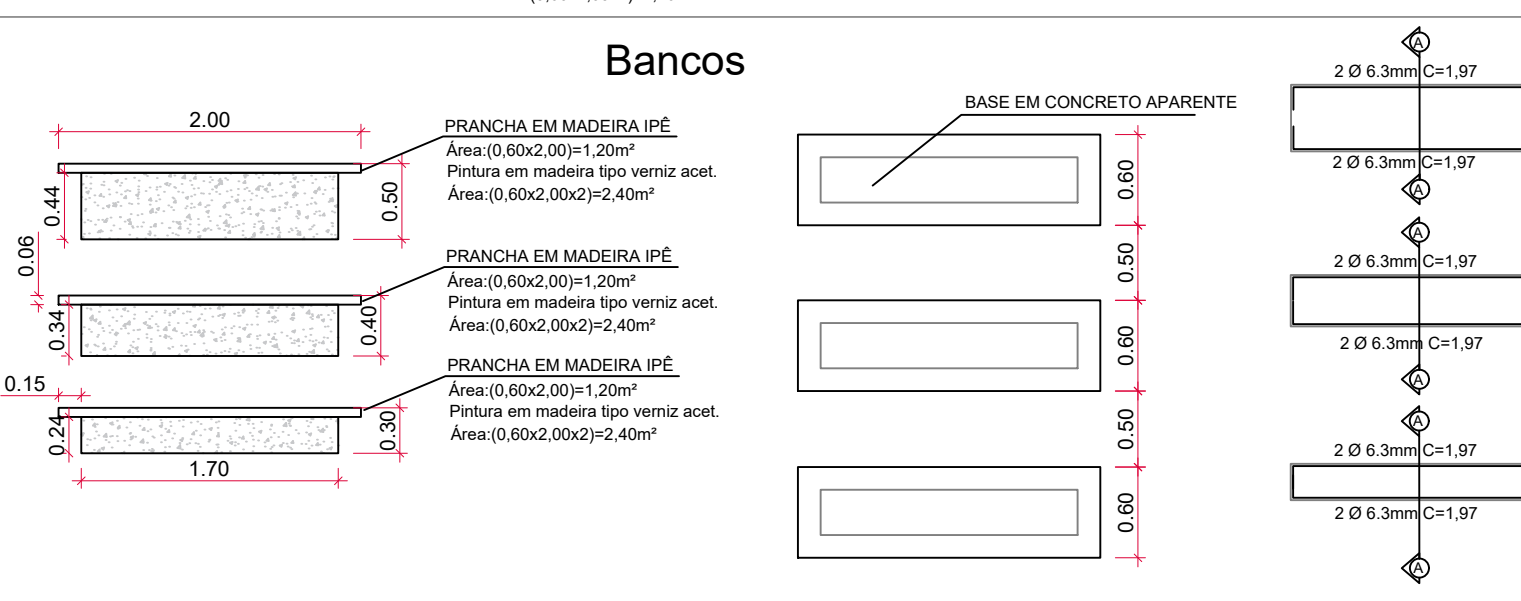 Bancos
2.00
0.44
0.50
PRANCHA EM MADEIRA IPÊ
Área:(0,60x2,00)=1,20m²
Pintura em madeira tipo verniz acet.
Área:(0,60x2,00x2)=2,40m²
0.06
0.34
0.40
PRANCHA EM MADEIRA IPÊ
Área:(0,60x2,00)=1,20m²
Pintura em madeira tipo verniz acet.
Área:(0,60x2,00x2)=2,40m²
0.15
0.24
0.30
1.70
PRANCHA EM MADEIRA IPÊ
Área:(0,60x2,00)=1,20m²
Pintura em madeira tipo verniz acet.
Área:(0,60x2,00x2)=2,40m²
BASE EM CONCRETO APARENTE
0.60
0.50
0.60
0.50
0.60
A
2 Ø 6.3mm C=1,97
2 Ø 6.3mm C=1,97
A
A
2 Ø 6.3mm C=1,97
2 Ø 6.3mm C=1,97
A
A
2 Ø 6.3mm C=1,97
2 Ø 6.3mm C=1,97
A